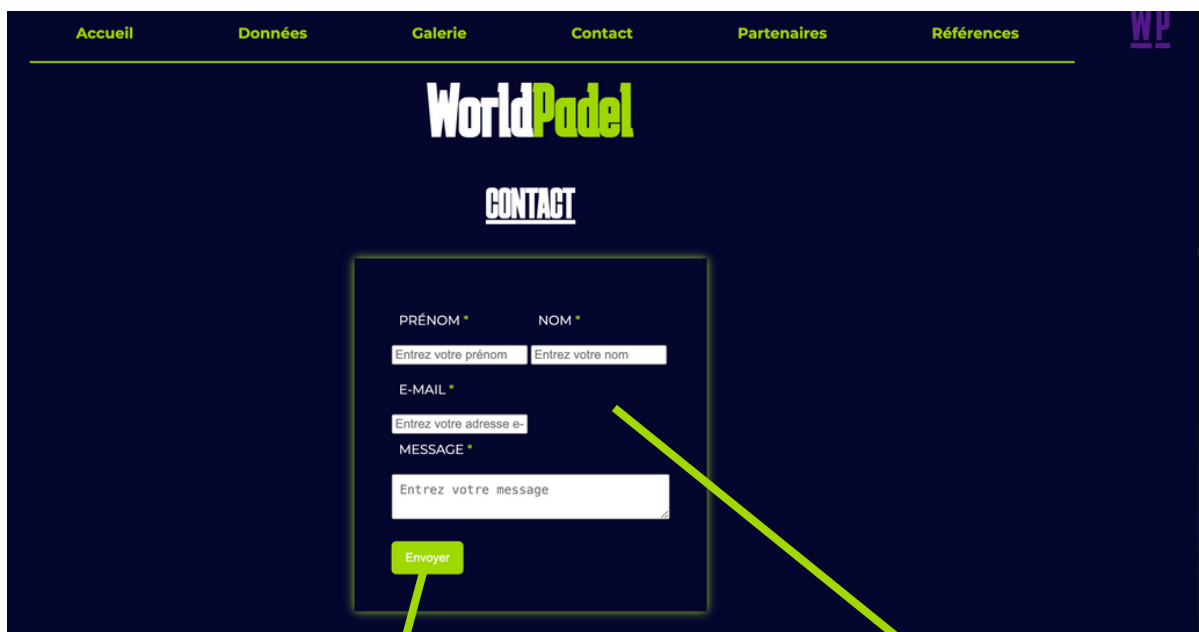 Accueil Données Galerie Contact Partenaires Références WP
WorldPadel
CONTACT
PRÉNOM * NOM *
Entrez votre prénom Entrez votre nom
E-MAIL *
Entrez votre adresse e-
MESSAGE *
Entrez votre message
Envoyer